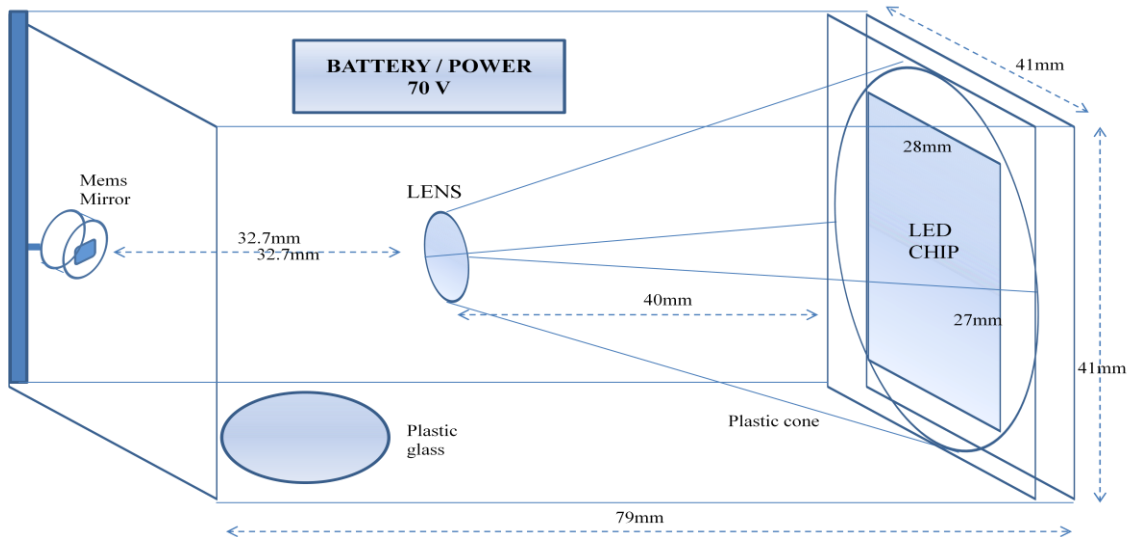 BATTERY / POWER
70 V
41mm
28mm
Mems
Mirror
LENS
LED
CHIP
32.7mm
32.7mm
40mm
27mm
41mm
Plastic
glass
Plastic cone
79mm